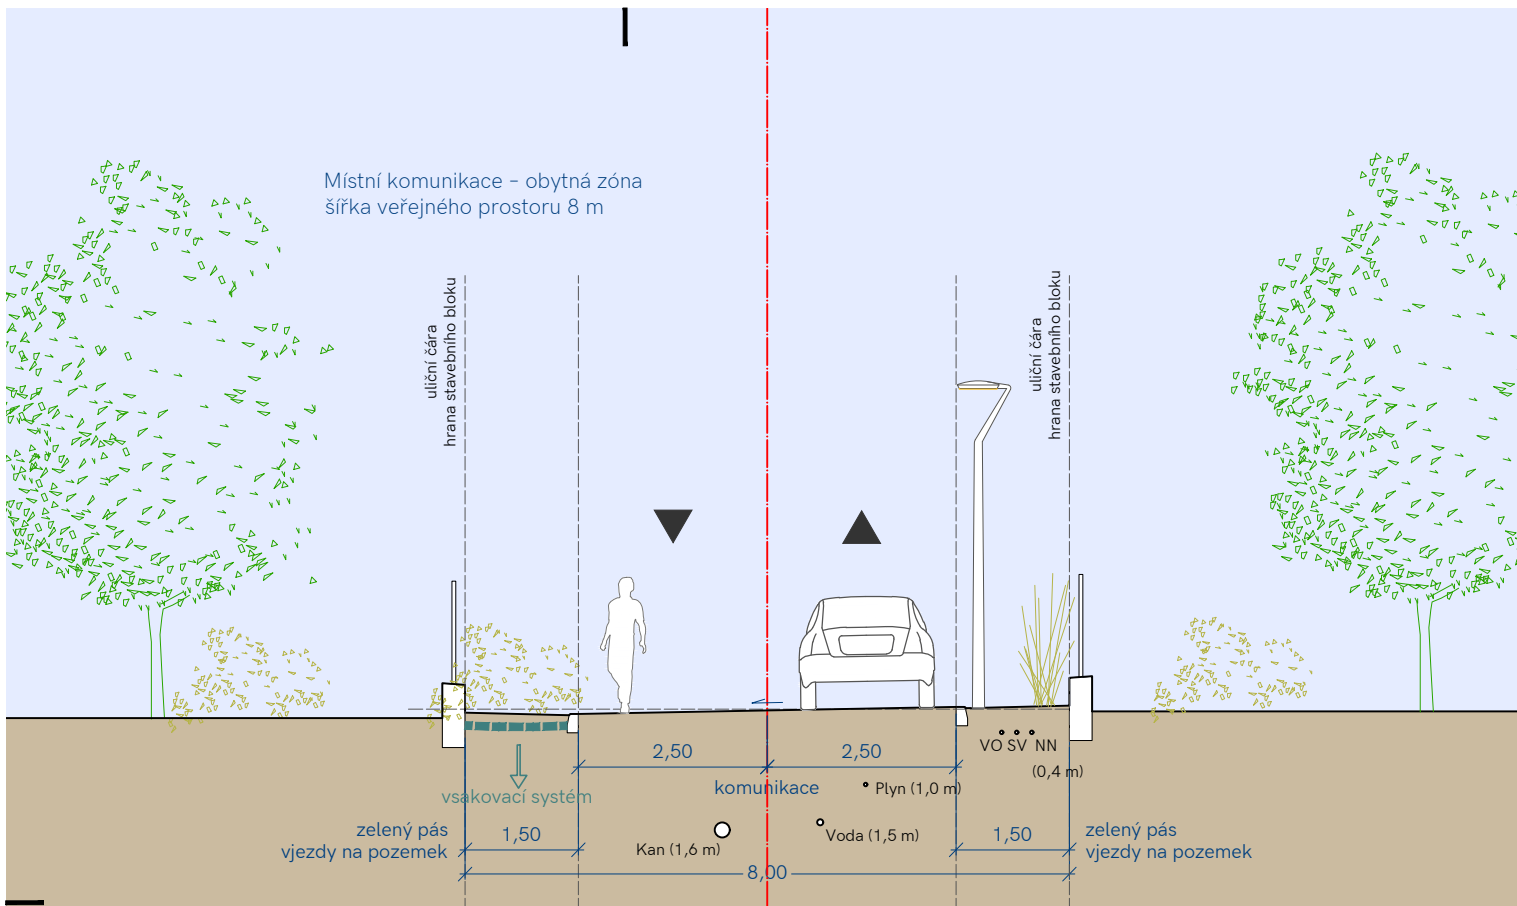 Místní komunikace – obytná zóna
šířka veřejného prostoru 8 m
uliční čára
hrana stavebního bloku
uliční čára
hrana stavebního bloku
2,50
2,50
komunikace
VO SV NN
(0,4 m)
Plyn (1,0 m)
vsakovací systém
zelený pás
vjezdy na pozemek
1,50
Kan (1,6 m)
Voda (1,5 m)
1,50
zelený pás
vjezdy na pozemek
8,00